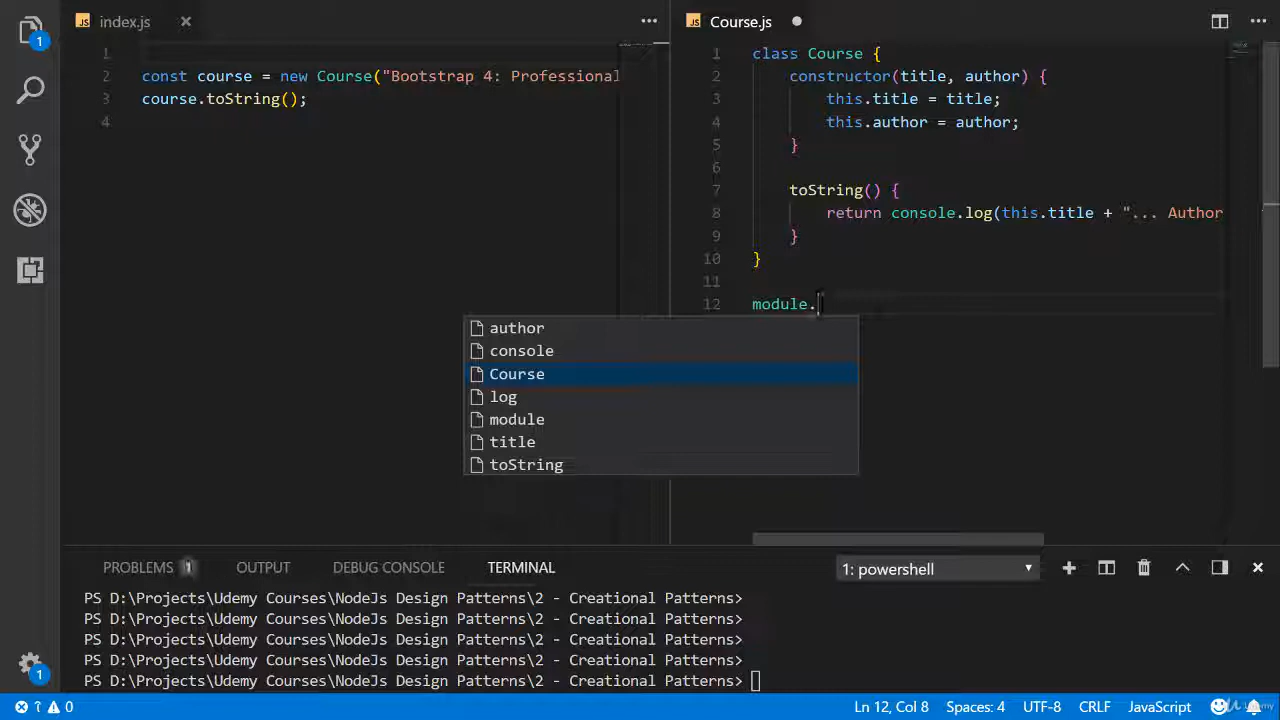 index.js
Course.js
1
1
2 const course = new Course("Bootstrap 4: Professional
3 course.toString();
4
1 class Course {
2 constructor(title, author) {
3 this.title = title;
4 this.author = author;
5 }
6
7 toString() {
8 return console.log(this.title + "... Author
9 }
10 }
11
12 module.
author
console
Course
log
module
title
toString
PROBLEMS 1 OUTPUT DEBUG CONSOLE TERMINAL 1: powershell
PS D:\Projects\Udemy Courses\NodeJs Design Patterns\2 - Creational Patterns>
PS D:\Projects\Udemy Courses\NodeJs Design Patterns\2 - Creational Patterns>
PS D:\Projects\Udemy Courses\NodeJs Design Patterns\2 - Creational Patterns>
PS D:\Projects\Udemy Courses\NodeJs Design Patterns\2 - Creational Patterns>
PS D:\Projects\Udemy Courses\NodeJs Design Patterns\2 - Creational Patterns>
1
0 Ln 12, Col 8 Spaces: 4 UTF-8 CRLF JavaScript Udemy